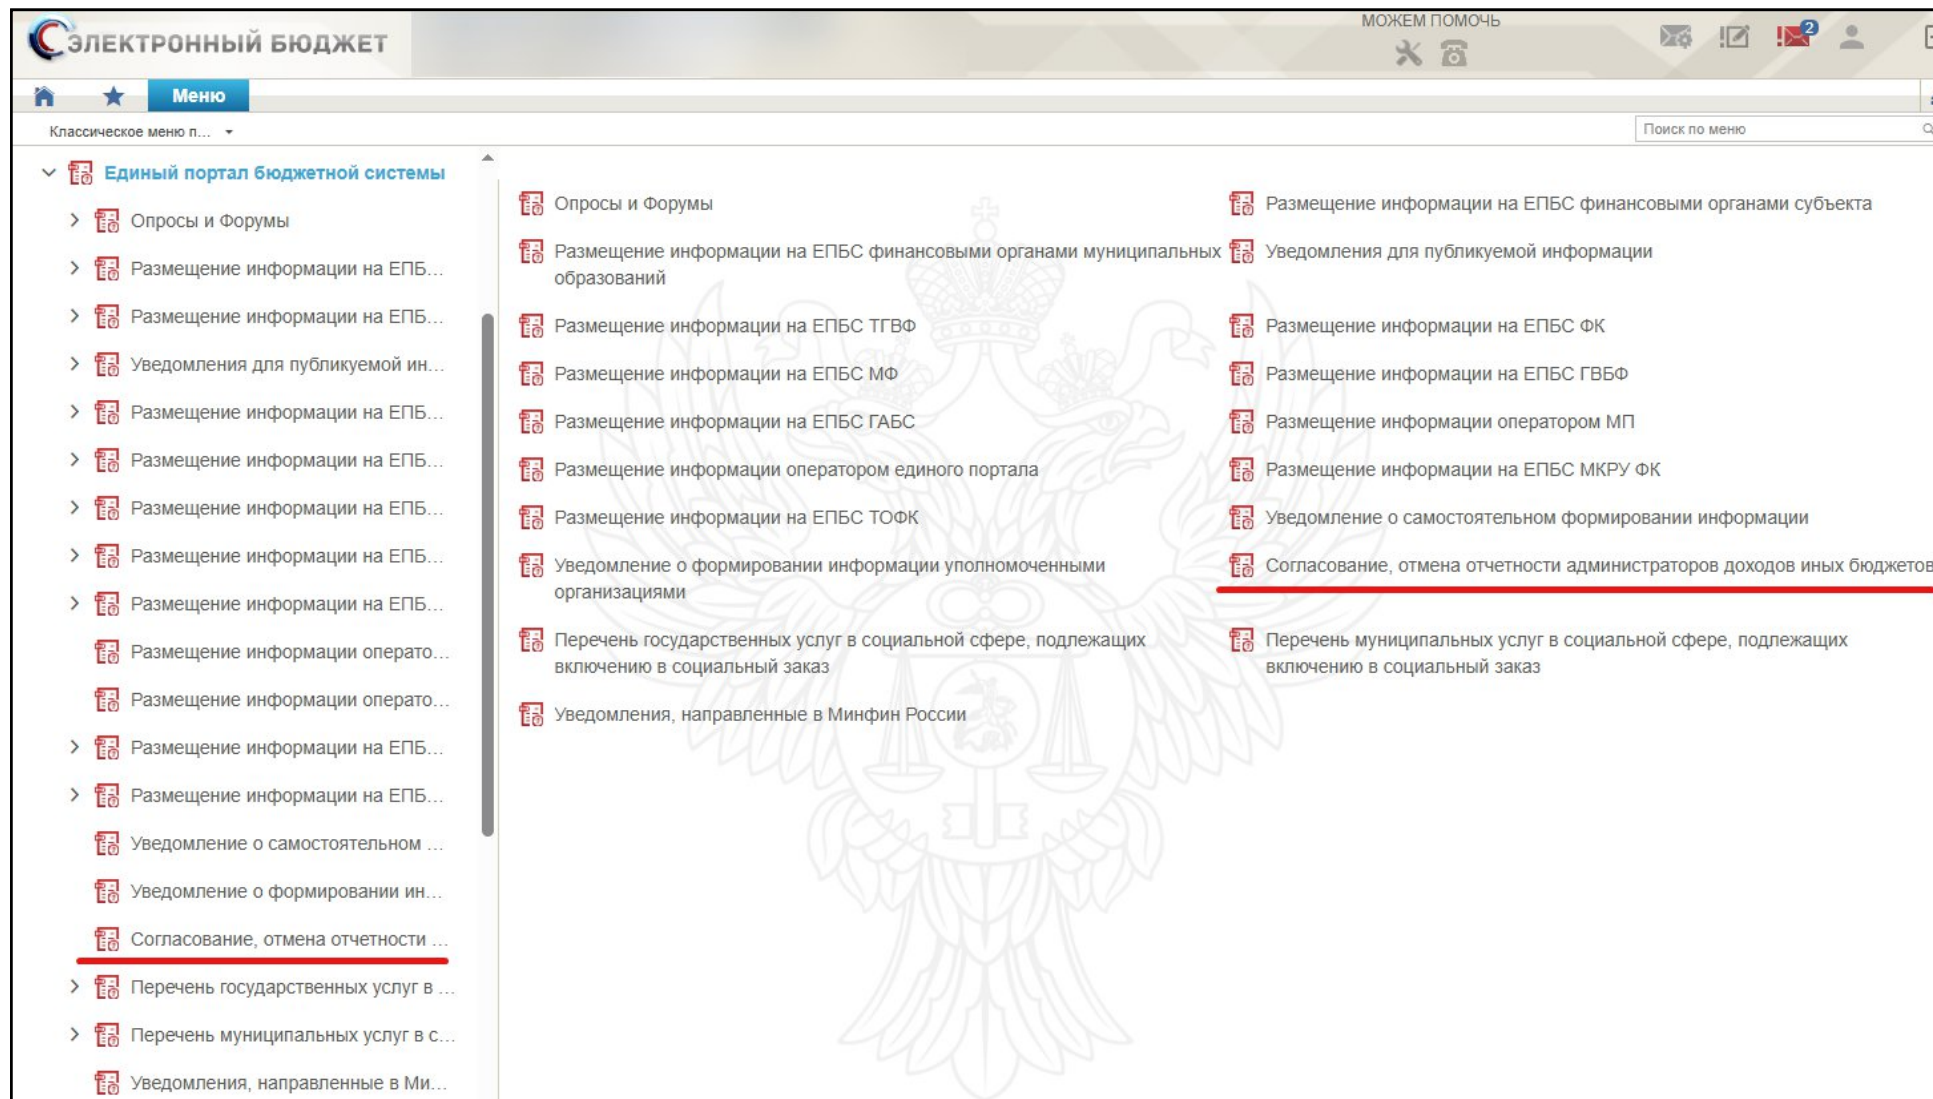 ЭЛЕКТРОННЫЙ БЮДЖЕТ
МОЖЕМ ПОМОЧЬ
2
Меню
Классическое меню п...
Поиск по меню
Единый портал бюджетной системы
Опросы и Форумы
Размещение информации на ЕПБ...
Размещение информации на ЕПБ...
Уведомления для публикуемой ин...
Размещение информации на ЕПБ...
Размещение информации на ЕПБ...
Размещение информации на ЕПБ...
Размещение информации на ЕПБ...
Размещение информации на ЕПБ...
Размещение информации операто...
Размещение информации операто...
Размещение информации на ЕПБ...
Размещение информации на ЕПБ...
Уведомление о самостоятельном ...
Уведомление о формировании ин...
Согласование, отмена отчетности ...
Перечень государственных услуг в ...
Перечень муниципальных услуг в с...
Уведомления, направленные в Ми...
Опросы и Форумы
Размещение информации на ЕПБС финансовыми органами субъекта
Размещение информации на ЕПБС финансовыми органами муниципальных
образований
Уведомления для публикуемой информации
Размещение информации на ЕПБС ТГВФ
Размещение информации на ЕПБС ФК
Размещение информации на ЕПБС МФ
Размещение информации на ЕПБС ГВБФ
Размещение информации на ЕПБС ГАБС
Размещение информации оператором МП
Размещение информации оператором единого портала
Размещение информации на ЕПБС МКРУ ФК
Размещение информации на ЕПБС ТОФК
Уведомление о самостоятельном формировании информации
Уведомление о формировании информации уполномоченными
организациями
Согласование, отмена отчетности администраторов доходов иных бюджетов
Перечень государственных услуг в социальной сфере, подлежащих
включению в социальный заказ
Перечень муниципальных услуг в социальной сфере, подлежащих
включению в социальный заказ
Уведомления, направленные в Минфин России